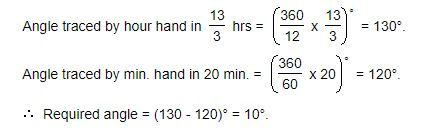 Angle traced by hour hand in 13/3 hrs = (360/12 x 13/3)° = 130°.
Angle traced by min. hand in 20 min. = (360/60 x 20)° = 120°.
∴ Required angle = (130 - 120)° = 10°.